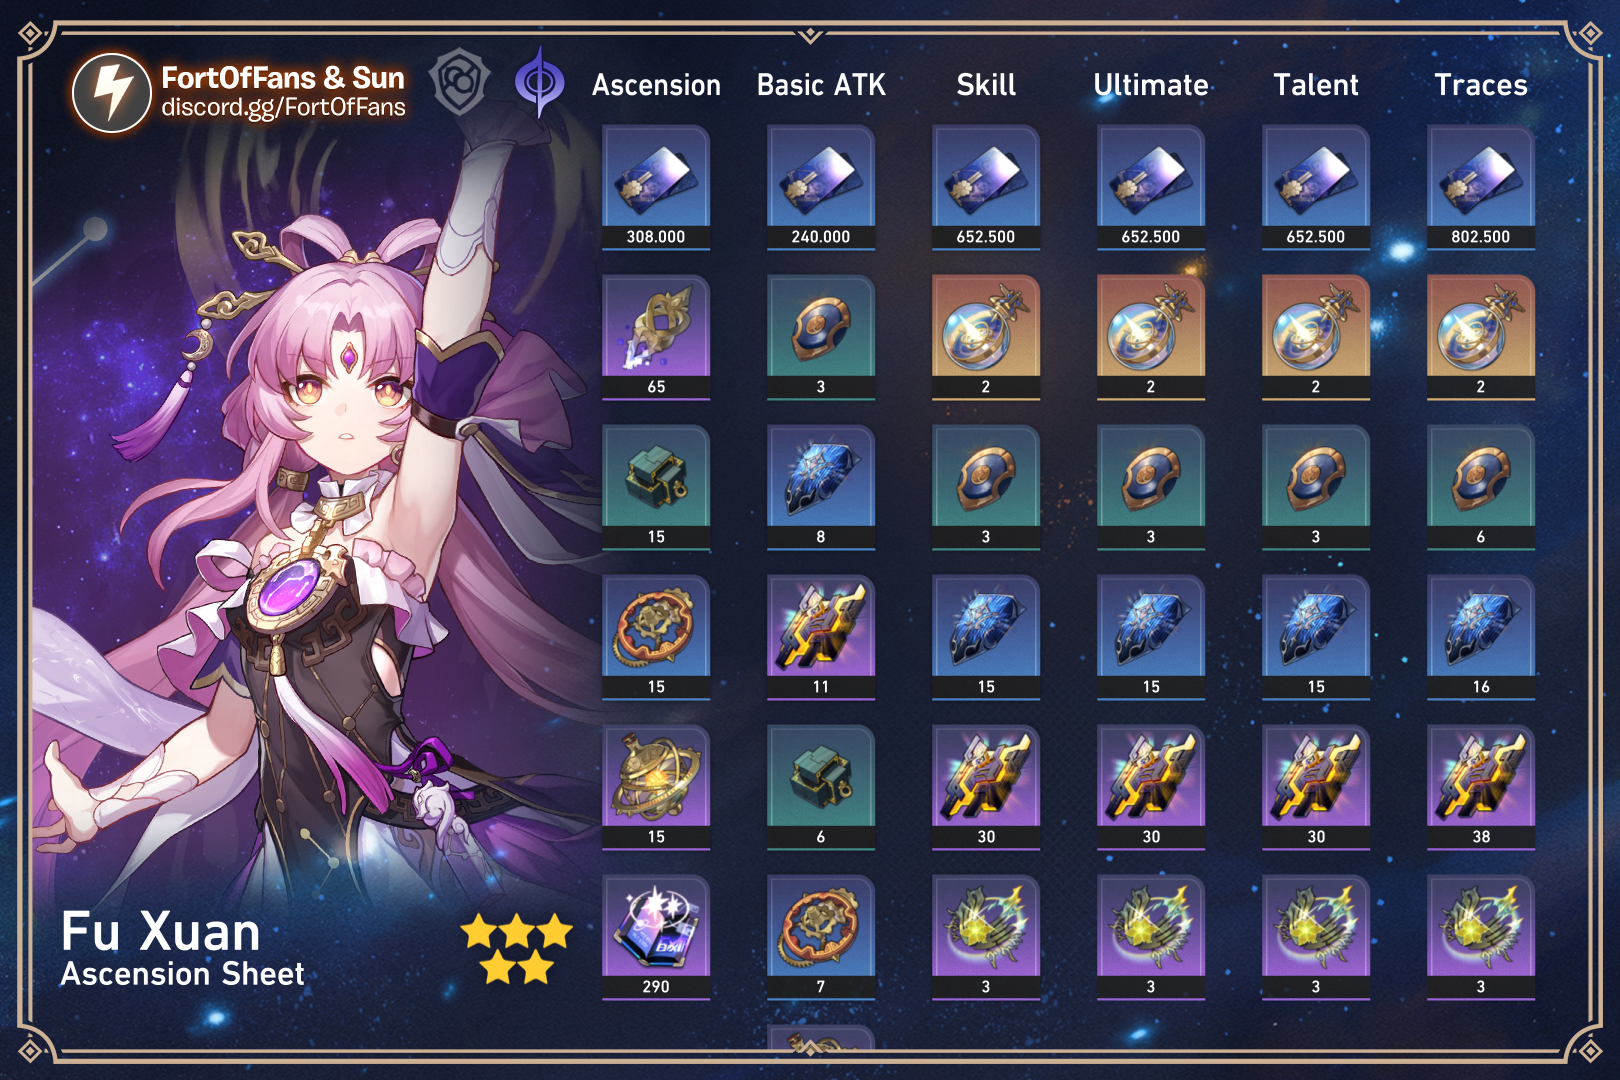 FortOfFans & Sun
discord.gg/FortOfFans
Ascension Basic ATK Skill Ultimate Talent Traces
308.000 240.000 652.500 652.500 652.500 802.500
65 3 2 2 2 2
15 8 3 3 3 6
15 11 15 15 15 16
15 6 30 30 30 38
290 7 3 3 3 3
Fu Xuan
Ascension Sheet